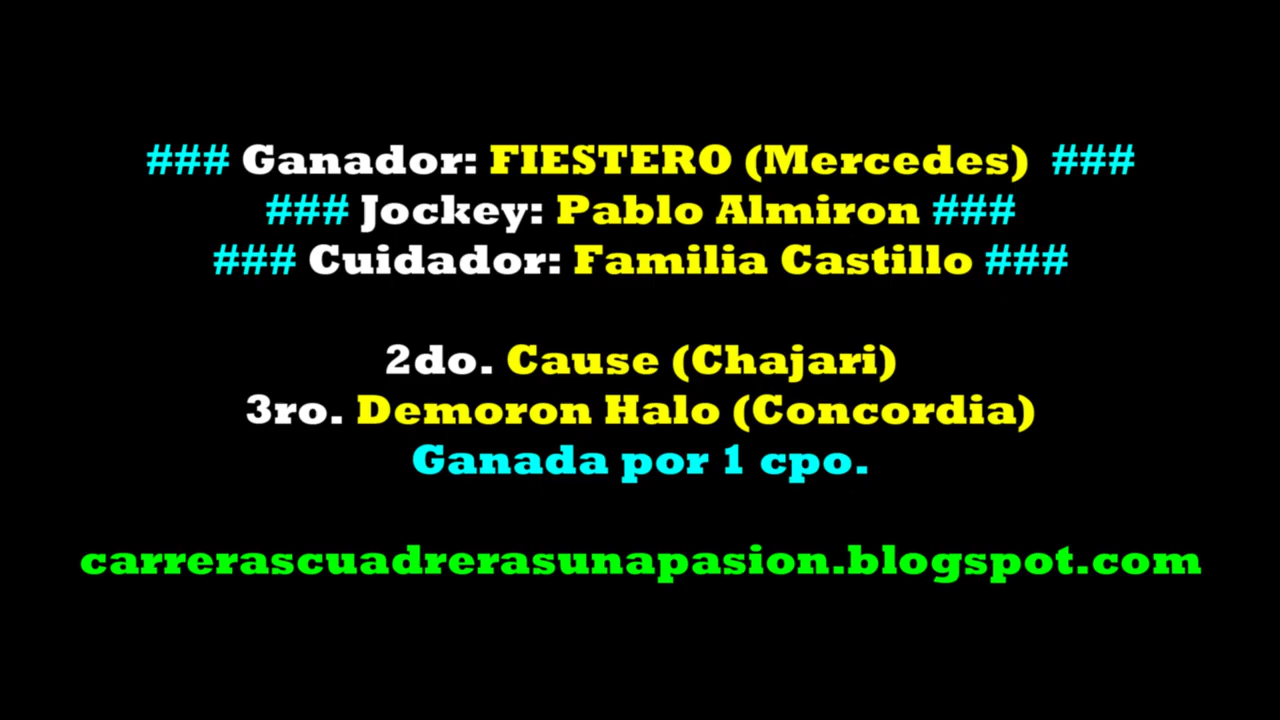 ### Ganador: FIESTERO (Mercedes) ###
### Jockey: Pablo Almiron ###
### Cuidador: Familia Castillo ###
2do. Cause (Chajari)
3ro. Demoron Halo (Concordia)
Ganada por 1 cpo.
carrerascuadrerasunapasion.blogspot.com